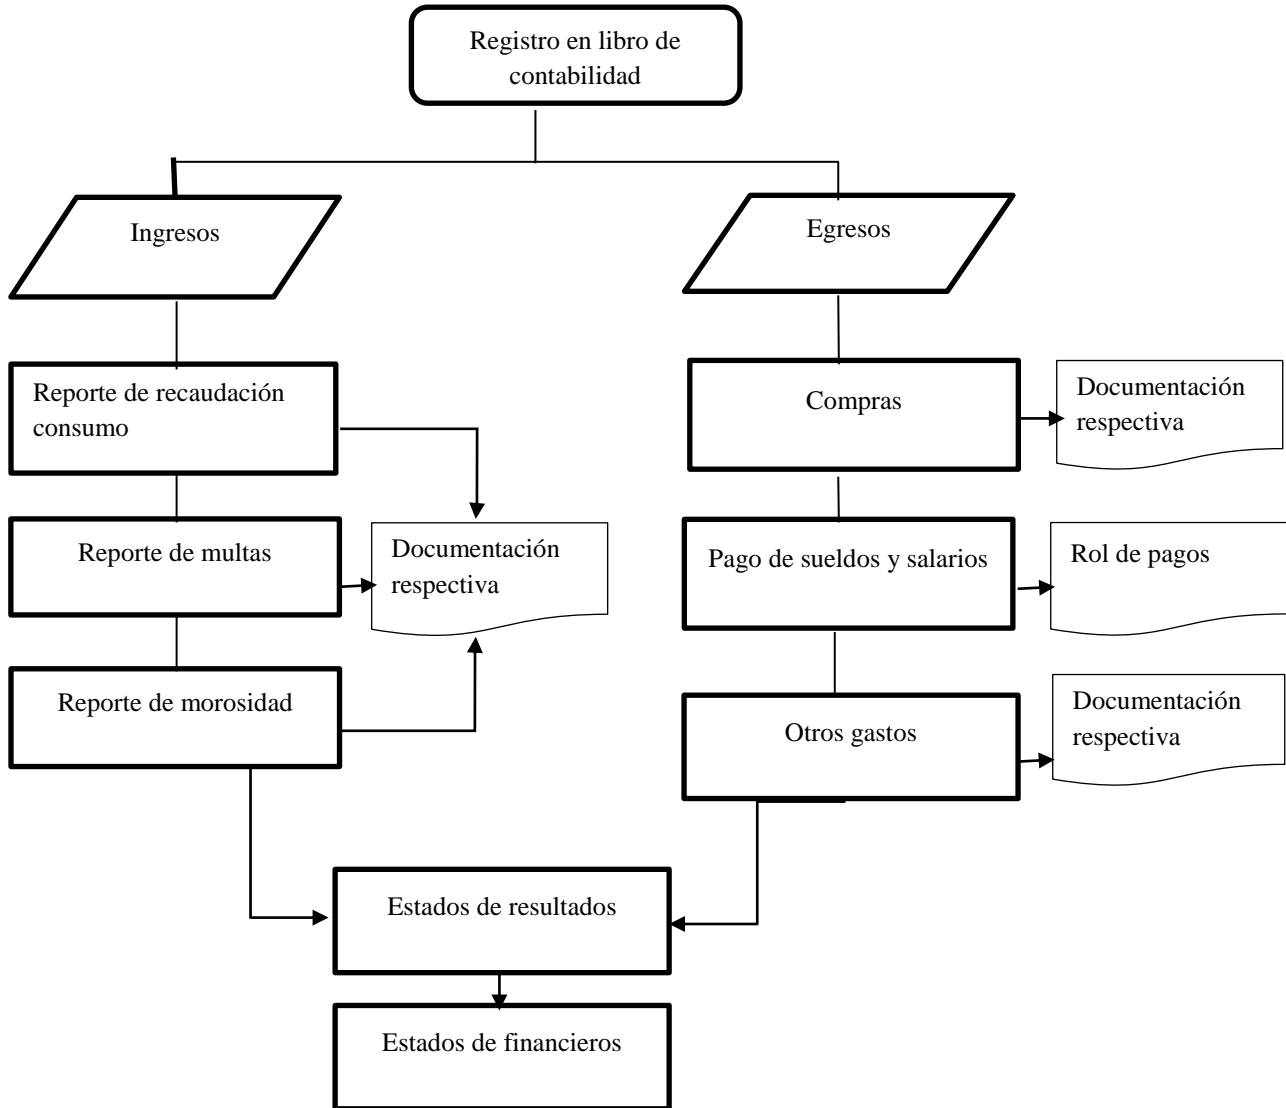 Registro en libro de
contabilidad
Ingresos
Egresos
Reporte de recaudación
consumo
Compras
Documentación
respectiva
Reporte de multas
Documentación
respectiva
Pago de sueldos y salarios
Rol de pagos
Reporte de morosidad
Otros gastos
Documentación
respectiva
Estados de resultados
Estados de financieros